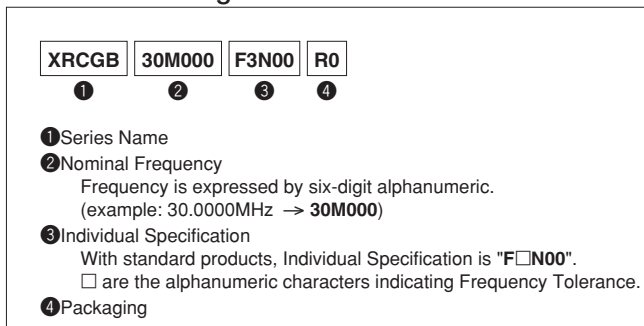 XRCGB 30M000 F3N00 R0
❶ ❷ ❸ ❹
❶Series Name
❷Nominal Frequency
Frequency is expressed by six-digit alphanumeric.
(example: 30.0000MHz → 30M000)
❸Individual Specification
With standard products, Individual Specification is "F□N00".
□ are the alphanumeric characters indicating Frequency Tolerance.
❹Packaging